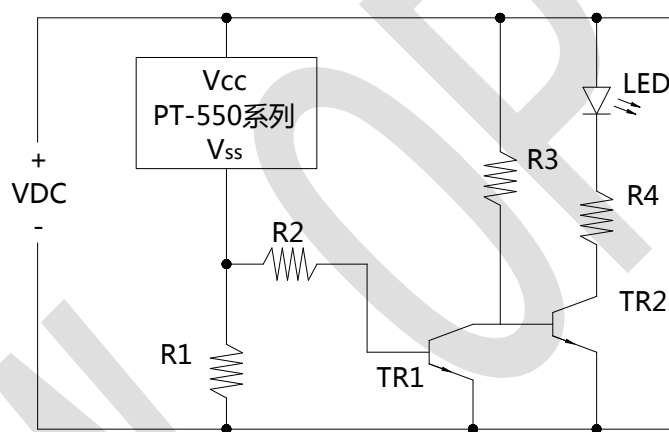 Vcc
PT-550系列
Vss
+
VDC
-
R1
R2
TR1
R3
LED
R4
TR2